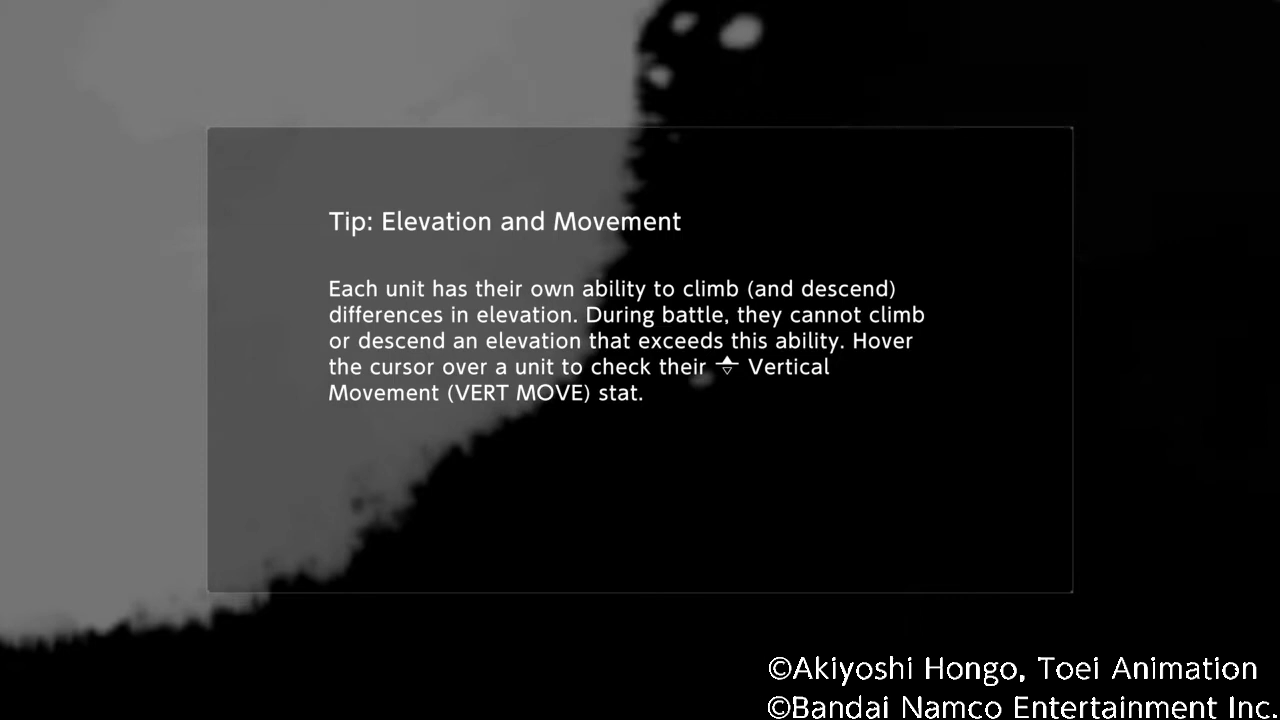 Tip: Elevation and Movement
Each unit has their own ability to climb (and descend)
differences in elevation. During battle, they cannot climb
or descend an elevation that exceeds this ability. Hover
the cursor over a unit to check their Vertical
Movement (VERT MOVE) stat.
©Akiyoshi Hongo, Toei Animation
©Bandai Namco Entertainment Inc.